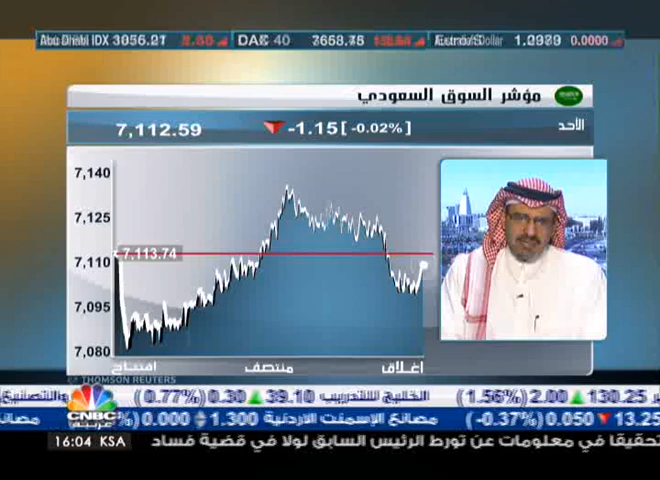 Abu Dhabi IDX 3056.21 DAX 40 7668.78 Euro/US Dollar 1.2979 0.0000
مؤشر السوق السعودي
7,112.59 -1.15 [ -0.02% ] الأحد
7,140
7,125
7,113.74
7,110
7,095
7,080
افتتاح منتصف إغلاق
THOMSON REUTERS
130.25 2.00 (1.56%) الخليج للتدريب 39.10 0.30 (0.77%)
13.25 0.050 (-0.37%) مصانع الإسمنت الأردنية 1.300 0.000
CNBC
عربية
16:04 KSA
تحقيقا في معلومات عن تورط الرئيس السابق لولا في قضية فساد